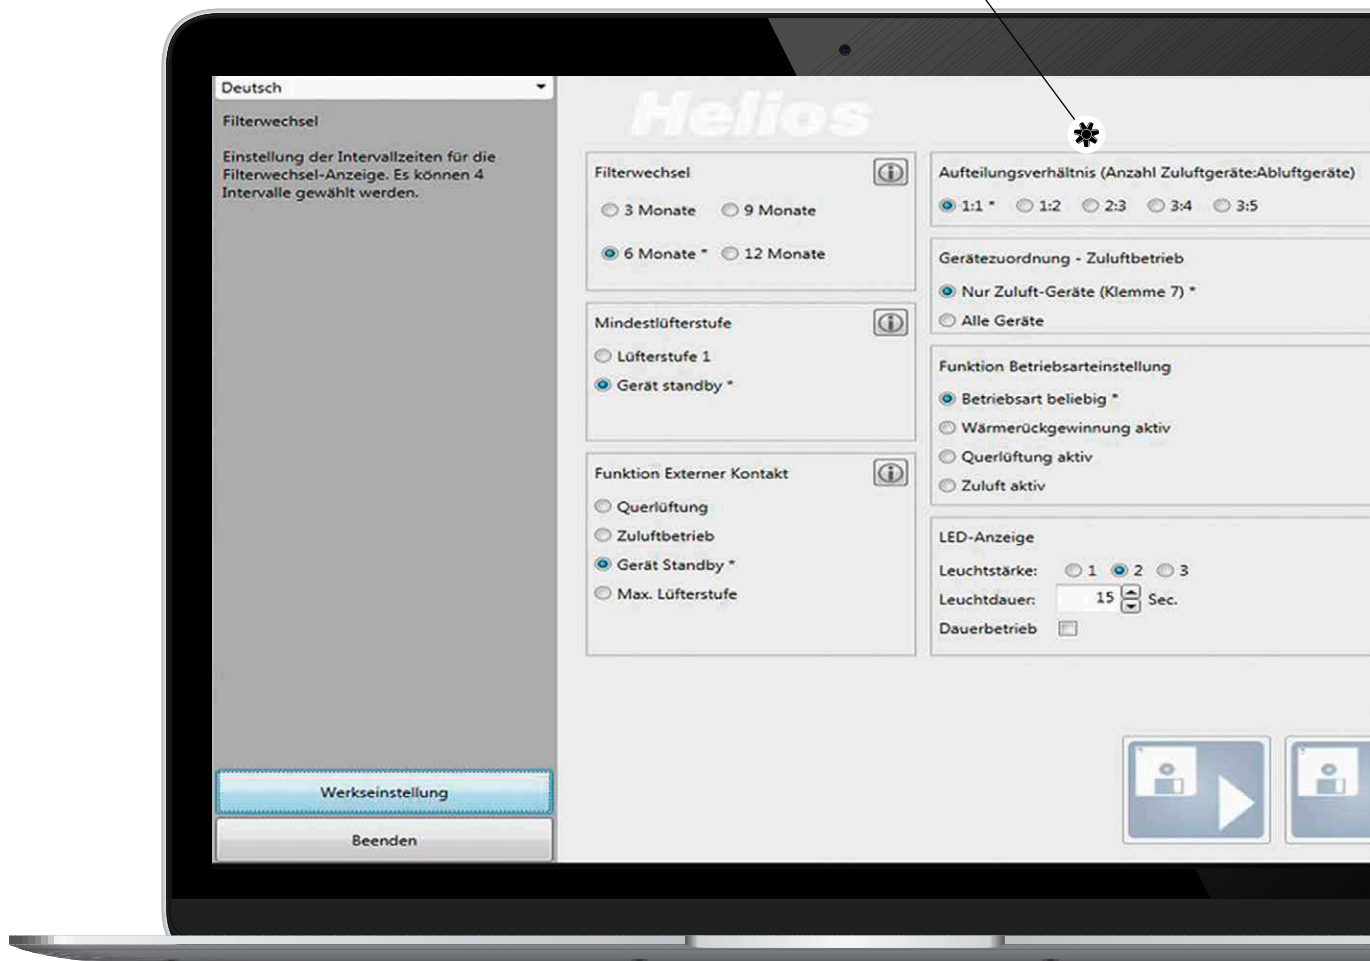 Deutsch
Filterwechsel
Einstellung der Intervallzeiten für die
Filterwechsel-Anzeige. Es können 4
Intervalle gewählt werden.
Werkseinstellung
Beenden
Helios
Filterwechsel
3 Monate 9 Monate
6 Monate * 12 Monate
Mindestlüfterstufe
Lüfterstufe 1
Gerät standby *
Funktion Externer Kontakt
Querlüftung
Zuluftbetrieb
Gerät Standby *
Max. Lüfterstufe
Aufteilungsverhältnis (Anzahl Zuluftgeräte:Abluftgeräte)
1:1 * 1:2 2:3 3:4 3:5
Gerätezuordnung - Zuluftbetrieb
Nur Zuluft-Geräte (Klemme 7) *
Alle Geräte
Funktion Betriebsarteinstellung
Betriebsart beliebig *
Wärmerückgewinnung aktiv
Querlüftung aktiv
Zuluft aktiv
LED-Anzeige
Leuchtstärke: 1 2 3
Leuchtdauer: 15 Sec.
Dauerbetrieb